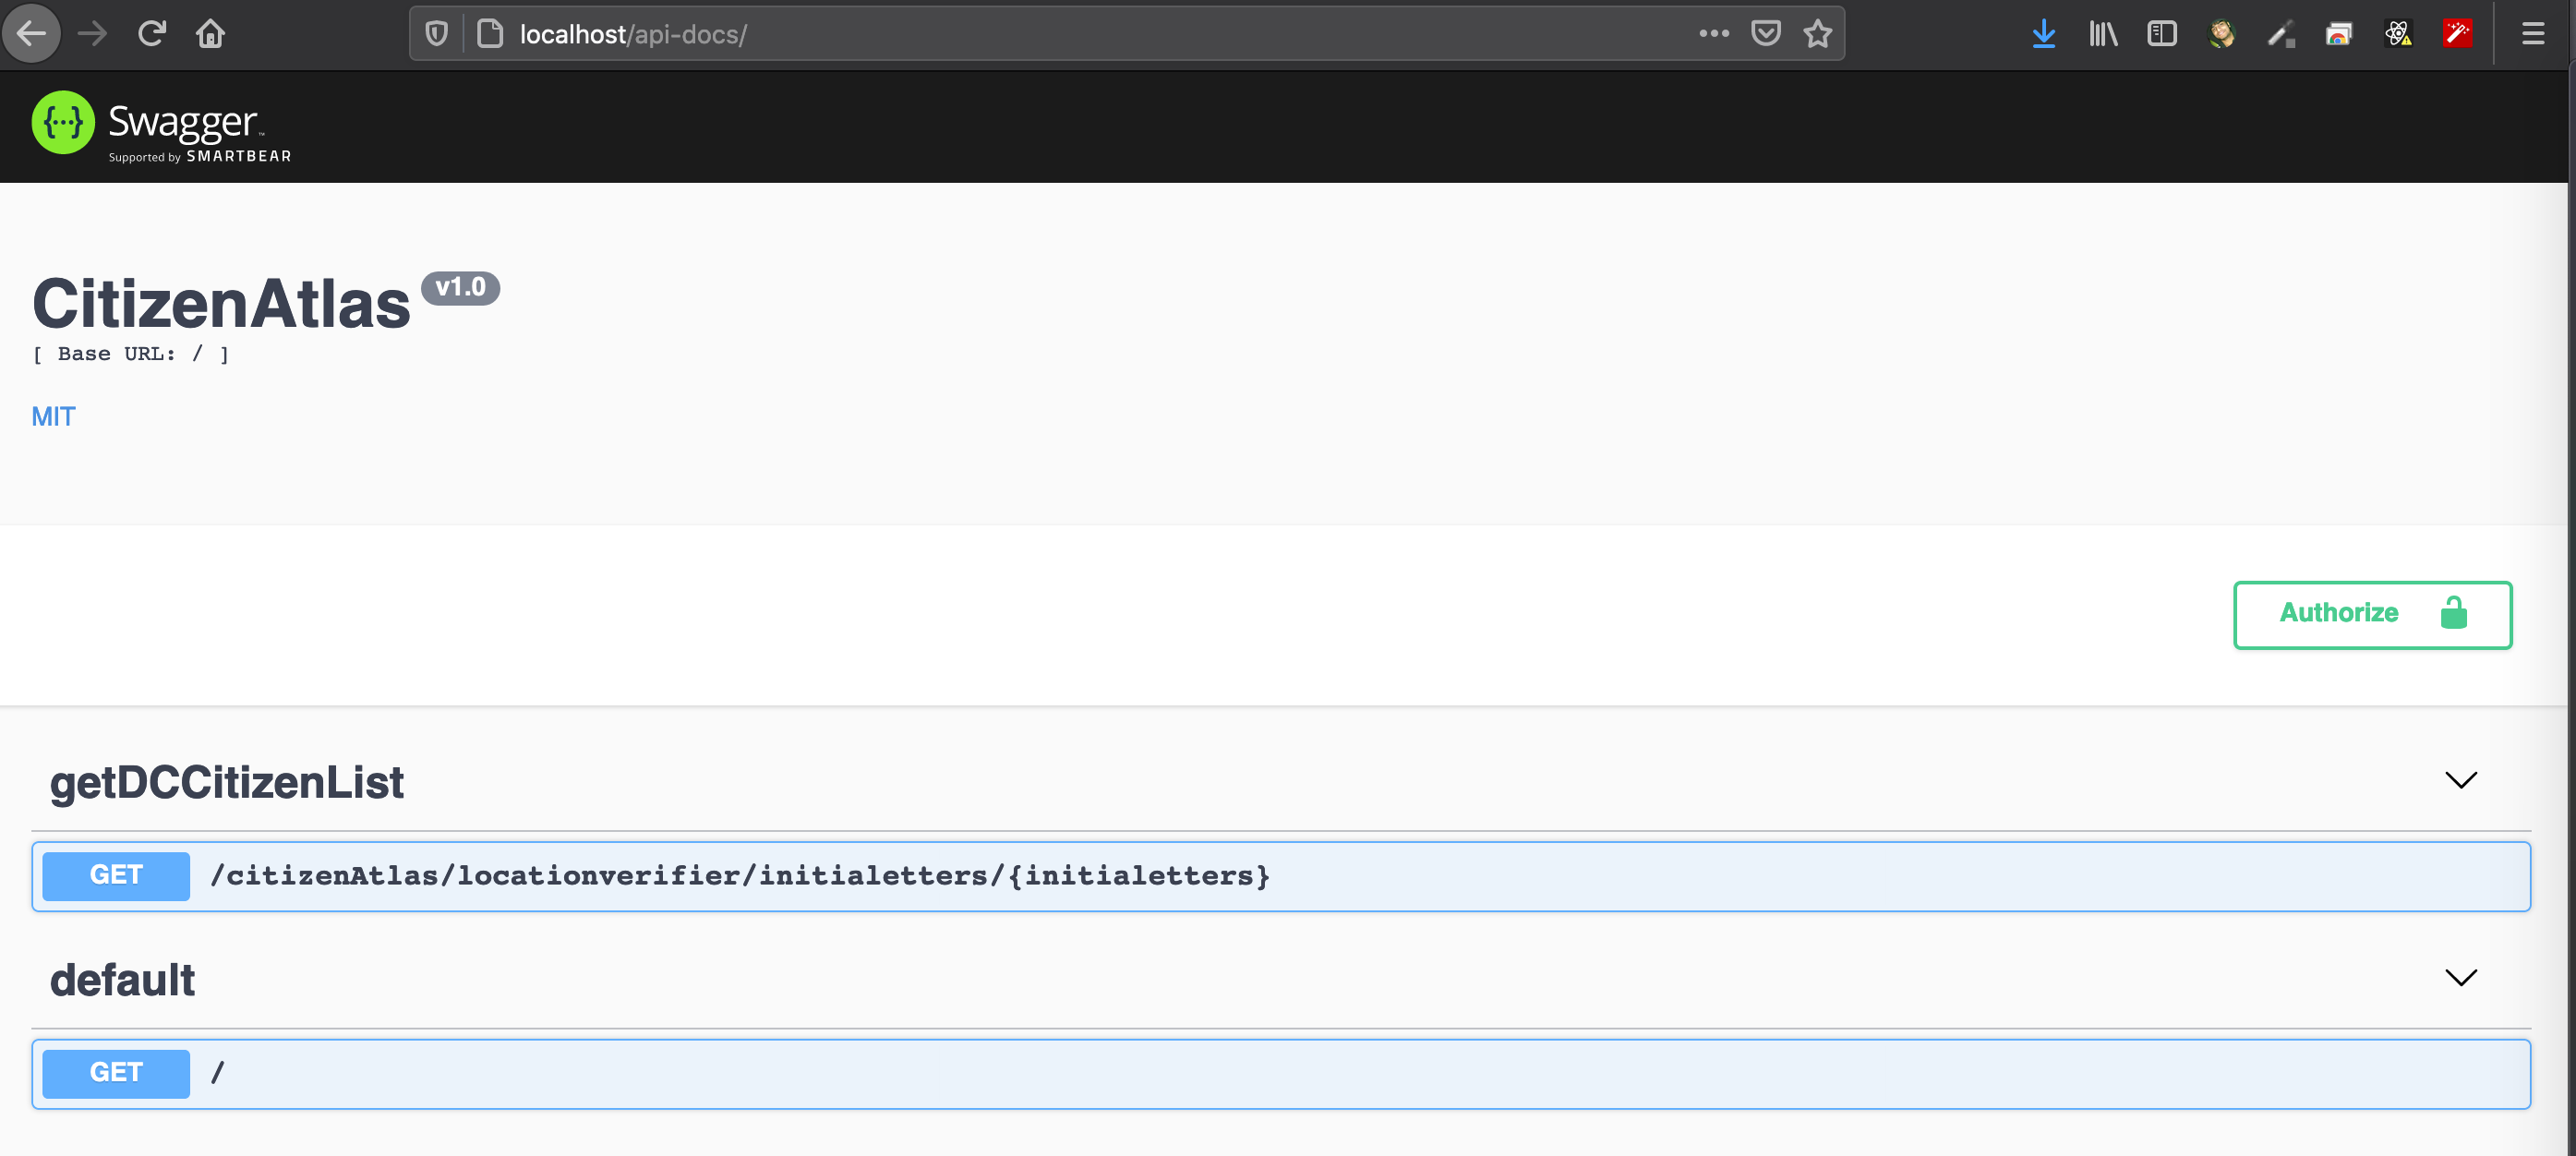 localhost/api-docs/
{···} Swagger™
Supported by SMARTBEAR
CitizenAtlas v1.0
[ Base URL: / ]
MIT
Authorize
getDCCitizenList
GET /citizenAtlas/locationverifier/initialetters/{initialetters}
default
GET /